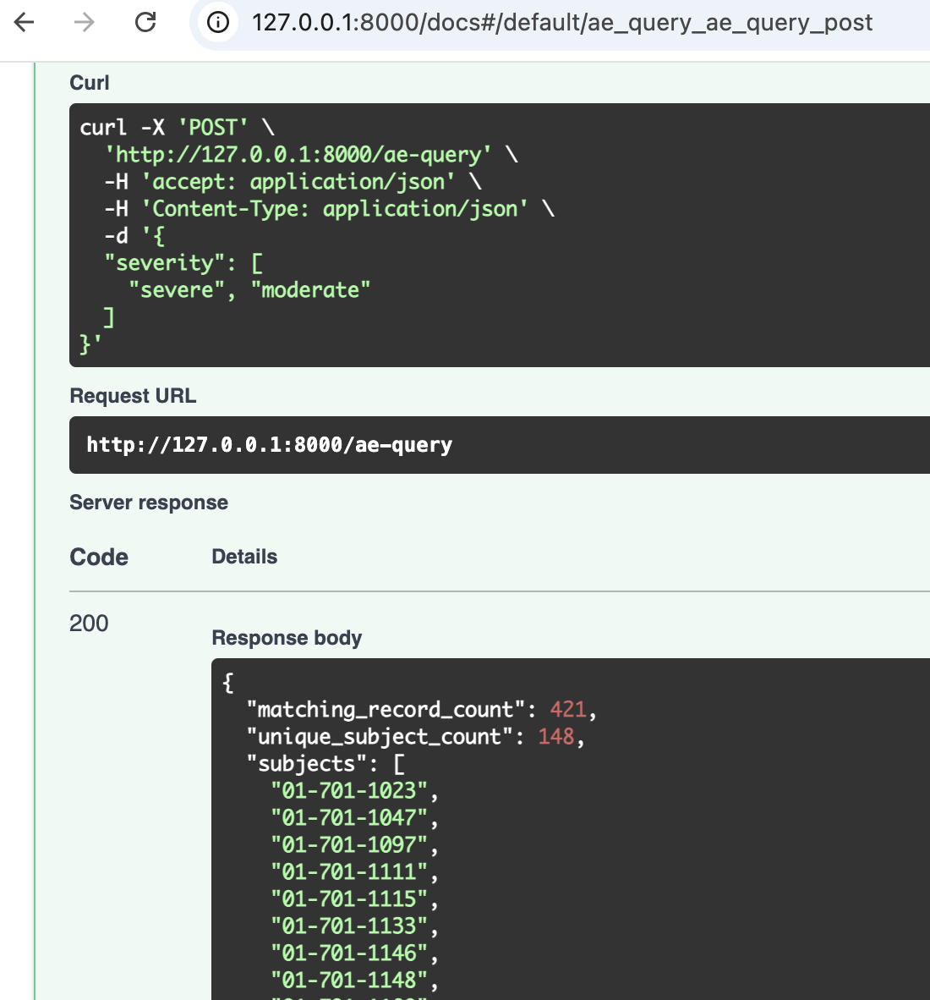 127.0.0.1:8000/docs#/default/ae_query_ae_query_post
Curl
curl -X 'POST' \
'http://127.0.0.1:8000/ae-query' \
-H 'accept: application/json' \
-H 'Content-Type: application/json' \
-d '{
"severity": [
"severe", "moderate"
]
}'
Request URL
http://127.0.0.1:8000/ae-query
Server response
Code Details
200
Response body
{
"matching_record_count": 421,
"unique_subject_count": 148,
"subjects": [
"01-701-1023",
"01-701-1047",
"01-701-1097",
"01-701-1111",
"01-701-1115",
"01-701-1133",
"01-701-1146",
"01-701-1148",